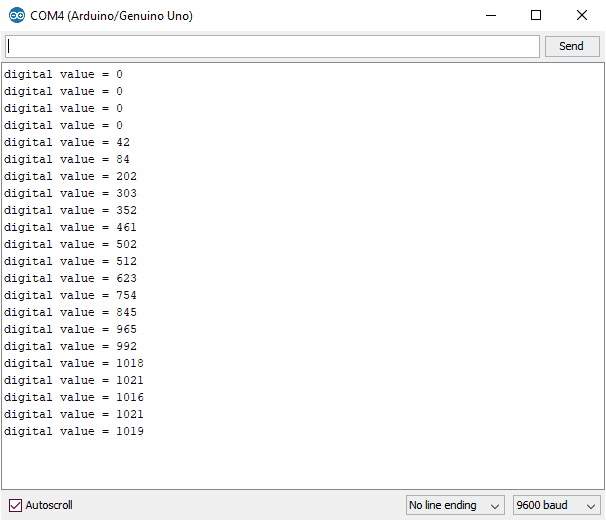 COM4 (Arduino/Genuino Uno)
Send
digital value = 0
digital value = 0
digital value = 0
digital value = 0
digital value = 42
digital value = 84
digital value = 202
digital value = 303
digital value = 352
digital value = 461
digital value = 502
digital value = 512
digital value = 623
digital value = 754
digital value = 845
digital value = 965
digital value = 992
digital value = 1018
digital value = 1021
digital value = 1016
digital value = 1021
digital value = 1019
Autoscroll
No line ending
9600 baud